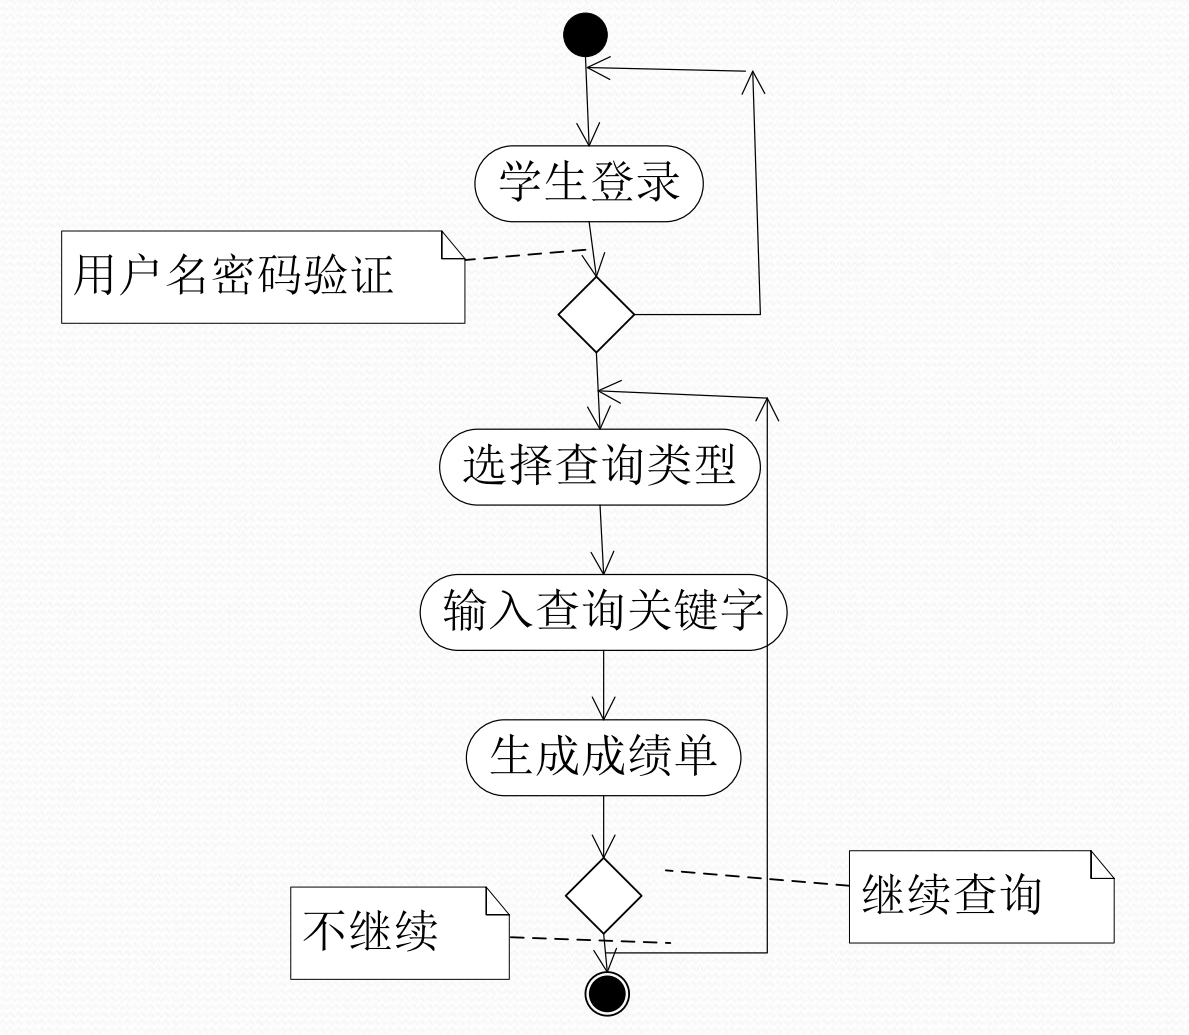 学生登录
用户名密码验证
选择查询类型
输入查询关键字
生成成绩单
继续查询
不继续